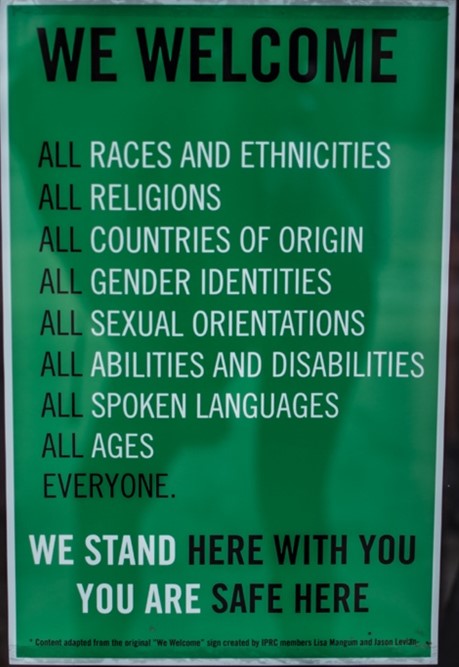 WE WELCOME
ALL RACES AND ETHNICITIES
ALL RELIGIONS
ALL COUNTRIES OF ORIGIN
ALL GENDER IDENTITIES
ALL SEXUAL ORIENTATIONS
ALL ABILITIES AND DISABILITIES
ALL SPOKEN LANGUAGES
ALL AGES
EVERYONE.
WE STAND HERE WITH YOU
YOU ARE SAFE HERE
* Content adapted from the original "We Welcome" sign created by IPRC members Lisa Mangum and Jason Levian